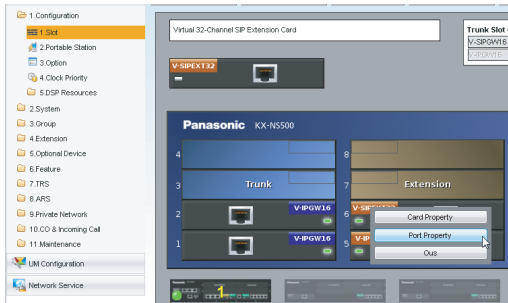 1.Configuration
1.Slot
2.Portable Station
3.Option
4.Clock Priority
5.DSP Resources
2.System
3.Group
4.Extension
5.Optional Device
6.Feature
7.TRS
8.ARS
9.Private Network
10.CO & Incoming Call
11.Maintenance
UM Configuration
Network Service
Virtual 32-Channel SIP Extension Card
Trunk Slot
V-SIPGW16
V-IPGW16
V-SIPEXT32
Panasonic KX-NS500
4
8
3 Trunk
7 Extension
2 V-IPGW16
6
Card Property
Port Property
Ous
1 V-IPGW16
5
1